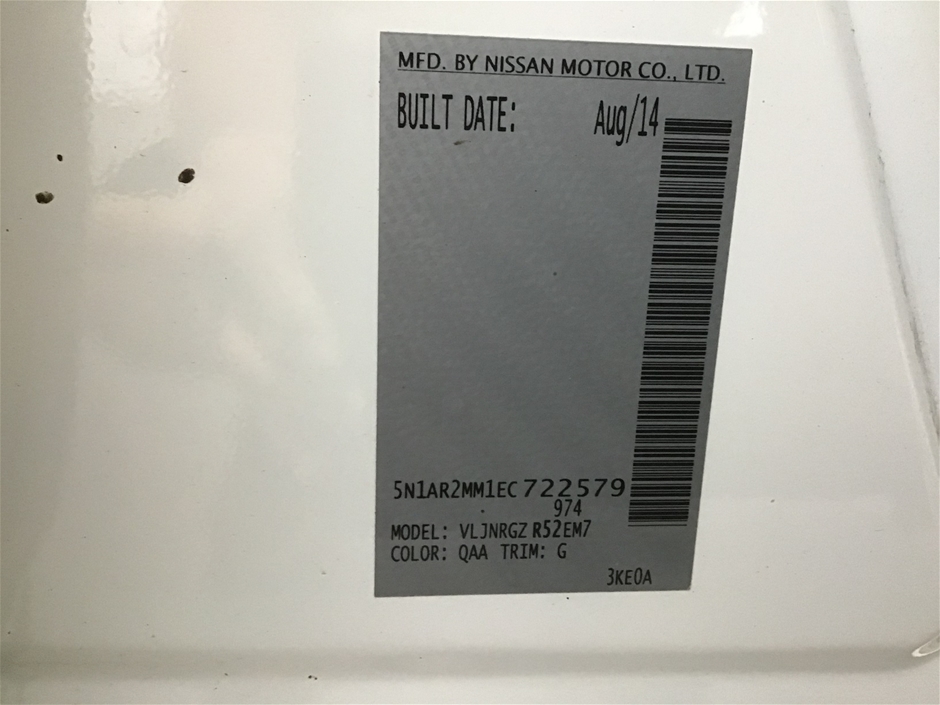 MFD. BY NISSAN MOTOR CO., LTD.
BUILT DATE: Aug/14
5N1AR2MM1EC722579
974
MODEL: VLJNRGZ R52EM7
COLOR: QAA TRIM: G
3KE0A